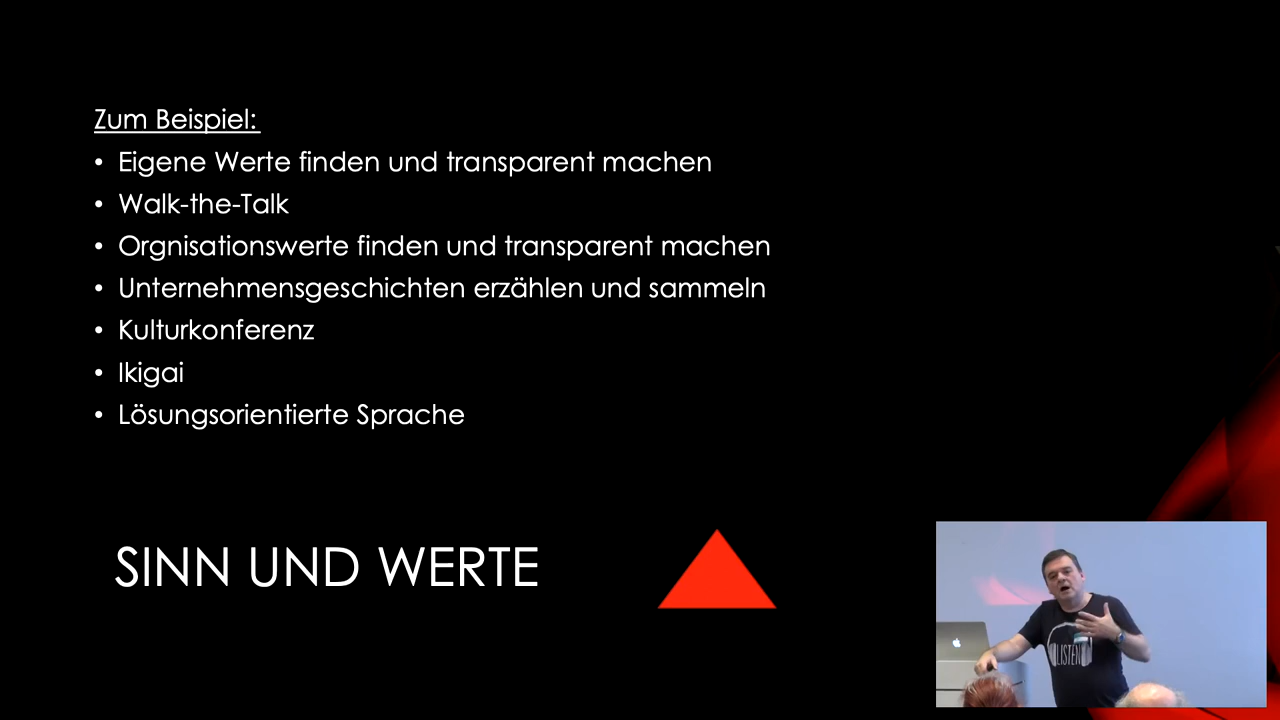 Zum Beispiel:
• Eigene Werte finden und transparent machen
• Walk-the-Talk
• Orgnisationswerte finden und transparent machen
• Unternehmensgeschichten erzählen und sammeln
• Kulturkonferenz
• Ikigai
• Lösungsorientierte Sprache
SINN UND WERTE
LISTEN